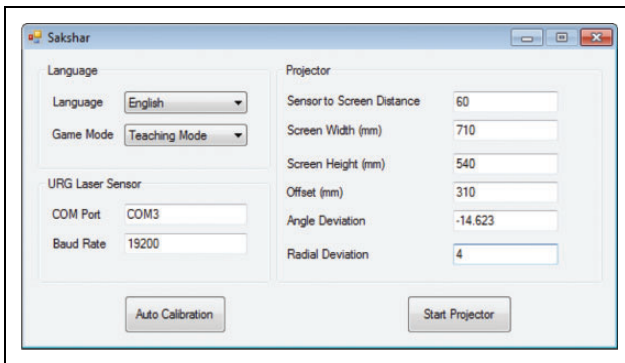 Sakshar
Language
Language English
Game Mode Teaching Mode
URG Laser Sensor
COM Port COM3
Baud Rate 19200
Auto Calibration
Projector
Sensor to Screen Distance 60
Screen Width (mm) 710
Screen Height (mm) 540
Offset (mm) 310
Angle Deviation -14.623
Radial Deviation 4
Start Projector